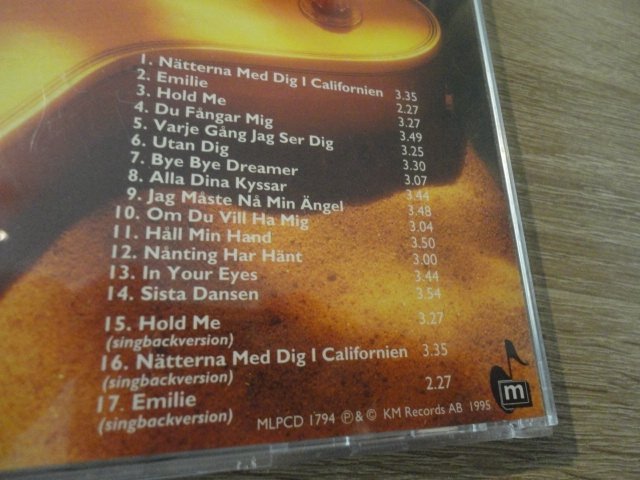 1. Nätterna Med Dig I Californien 3.35
2. Emilie 2.27
3. Hold Me 3.27
4. Du Fångar Mig 3.49
5. Varje Gång Jag Ser Dig 3.25
6. Utan Dig 3.30
7. Bye Bye Dreamer 3.07
8. Alla Dina Kyssar 3.44
9. Jag Måste Nå Min Ängel 3.48
10. Om Du Vill Ha Mig 3.04
11. Håll Min Hand 3.50
12. Nånting Har Hänt 3.00
13. In Your Eyes 3.44
14. Sista Dansen 3.54
15. Hold Me 3.27
(singbackversion)
16. Nätterna Med Dig I Californien 3.35
(singbackversion)
17. Emilie 2.27
(singbackversion)
MLPCD 1794 ℗ & © KM Records AB 1995
m